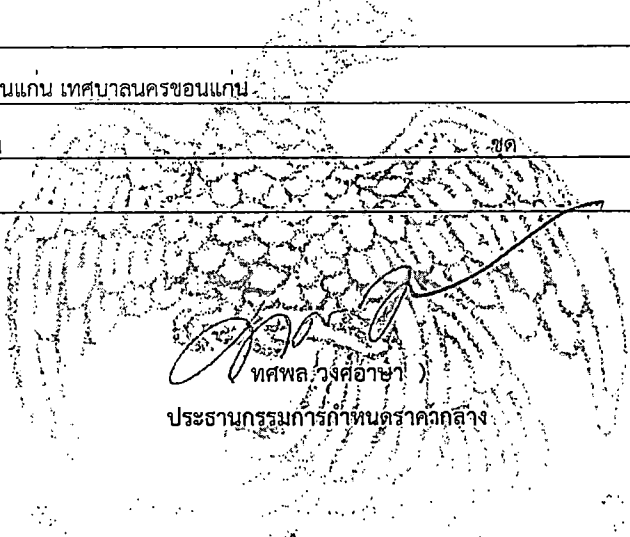 นแก่น เทศบาลนครขอนแก่น
ชุด
( ทศพล วงศ์อาษา )
ประธานกรรมการกำหนดราคากลาง